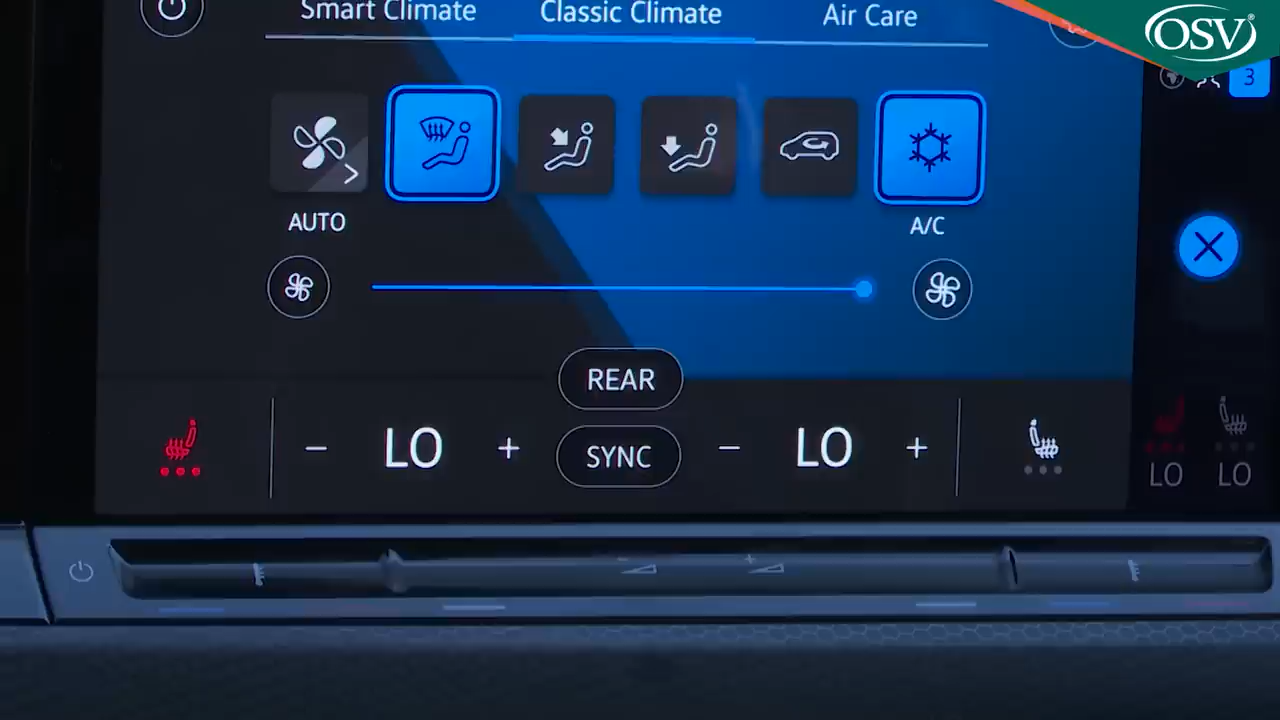 Smart Climate
Classic Climate
Air Care
OSV®
3
AUTO
A/C
REAR
− LO +
SYNC
− LO +
LO
LO